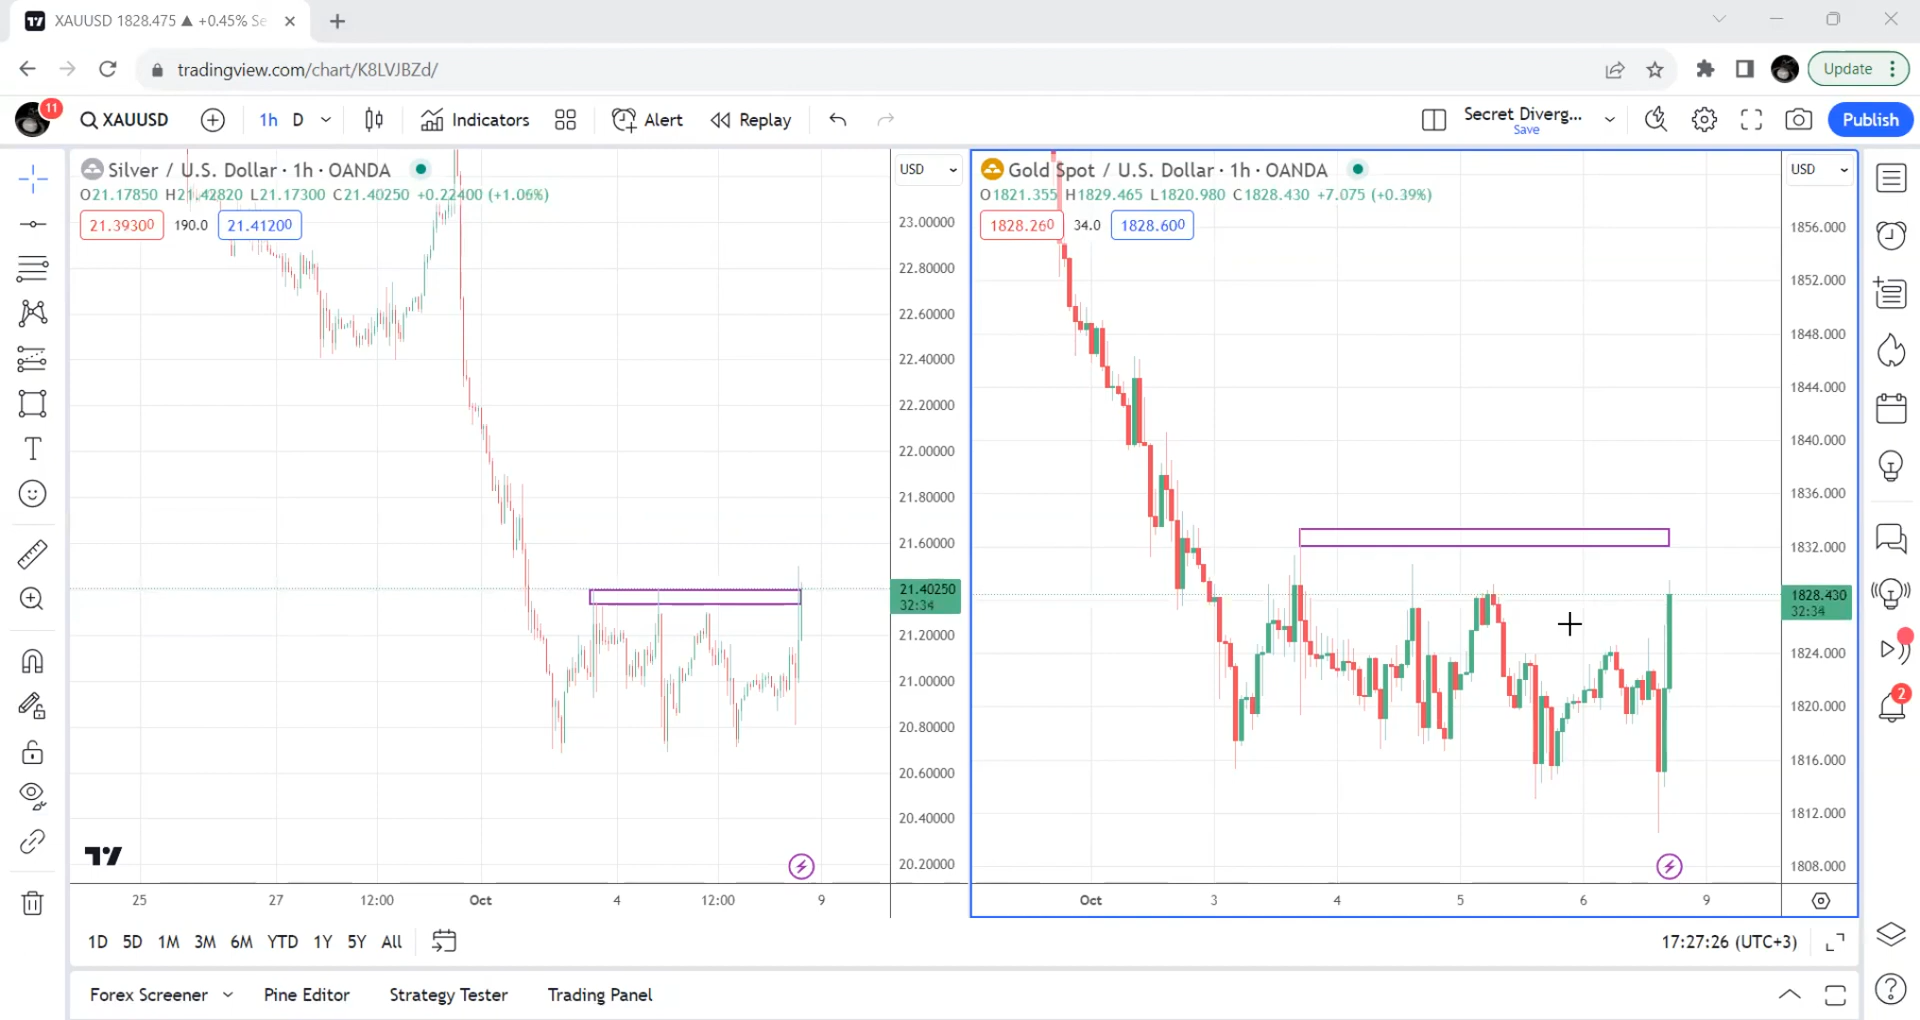 XAUUSD 1828.475 ▲ +0.45% Se
tradingview.com/chart/K8LVJBZd/
Update
11
XAUUSD
1h D
Indicators
Alert
Replay
Secret Diverg...
Save
Publish
Silver / U.S. Dollar · 1h · OANDA
O21.17850 H21.42820 L21.17300 C21.40250 +0.22400 (+1.06%)
21.39300 190.0 21.41200
USD
23.00000
22.80000
22.60000
22.40000
22.20000
22.00000
21.80000
21.60000
21.40250
32:34
21.20000
21.00000
20.80000
20.60000
20.40000
20.20000
25 27 12:00 Oct 4 12:00 9
Gold Spot / U.S. Dollar · 1h · OANDA
O1821.355 H1829.465 L1820.980 C1828.430 +7.075 (+0.39%)
1828.260 34.0 1828.600
USD
1856.000
1852.000
1848.000
1844.000
1840.000
1836.000
1832.000
1828.430
32:34
1824.000
1820.000
1816.000
1812.000
1808.000
Oct 3 4 5 6 9
2
1D 5D 1M 3M 6M YTD 1Y 5Y All
17:27:26 (UTC+3)
Forex Screener Pine Editor Strategy Tester Trading Panel